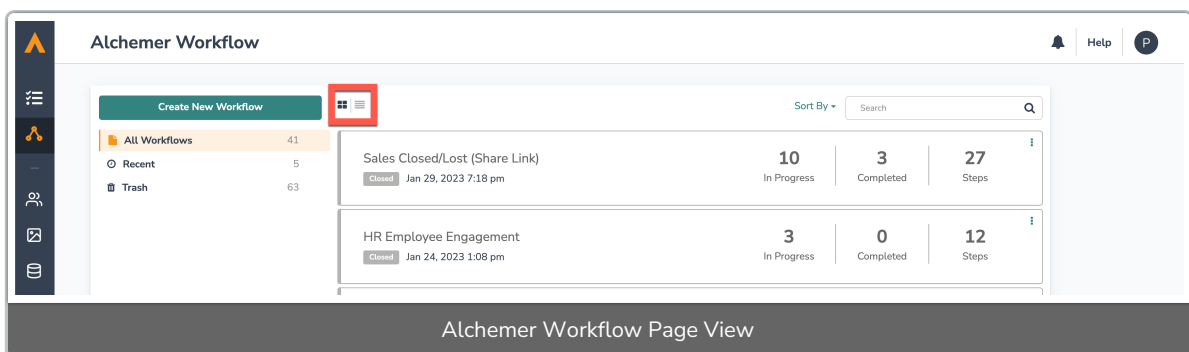 Alchemer Workflow
Help
P
Create New Workflow
Sort By
Search
All Workflows 41
Recent 5
Trash 63
Sales Closed/Lost (Share Link)
Closed Jan 29, 2023 7:18 pm
10 3 27
In Progress Completed Steps
HR Employee Engagement
Closed Jan 24, 2023 1:08 pm
3 0 12
In Progress Completed Steps
Alchemer Workflow Page View